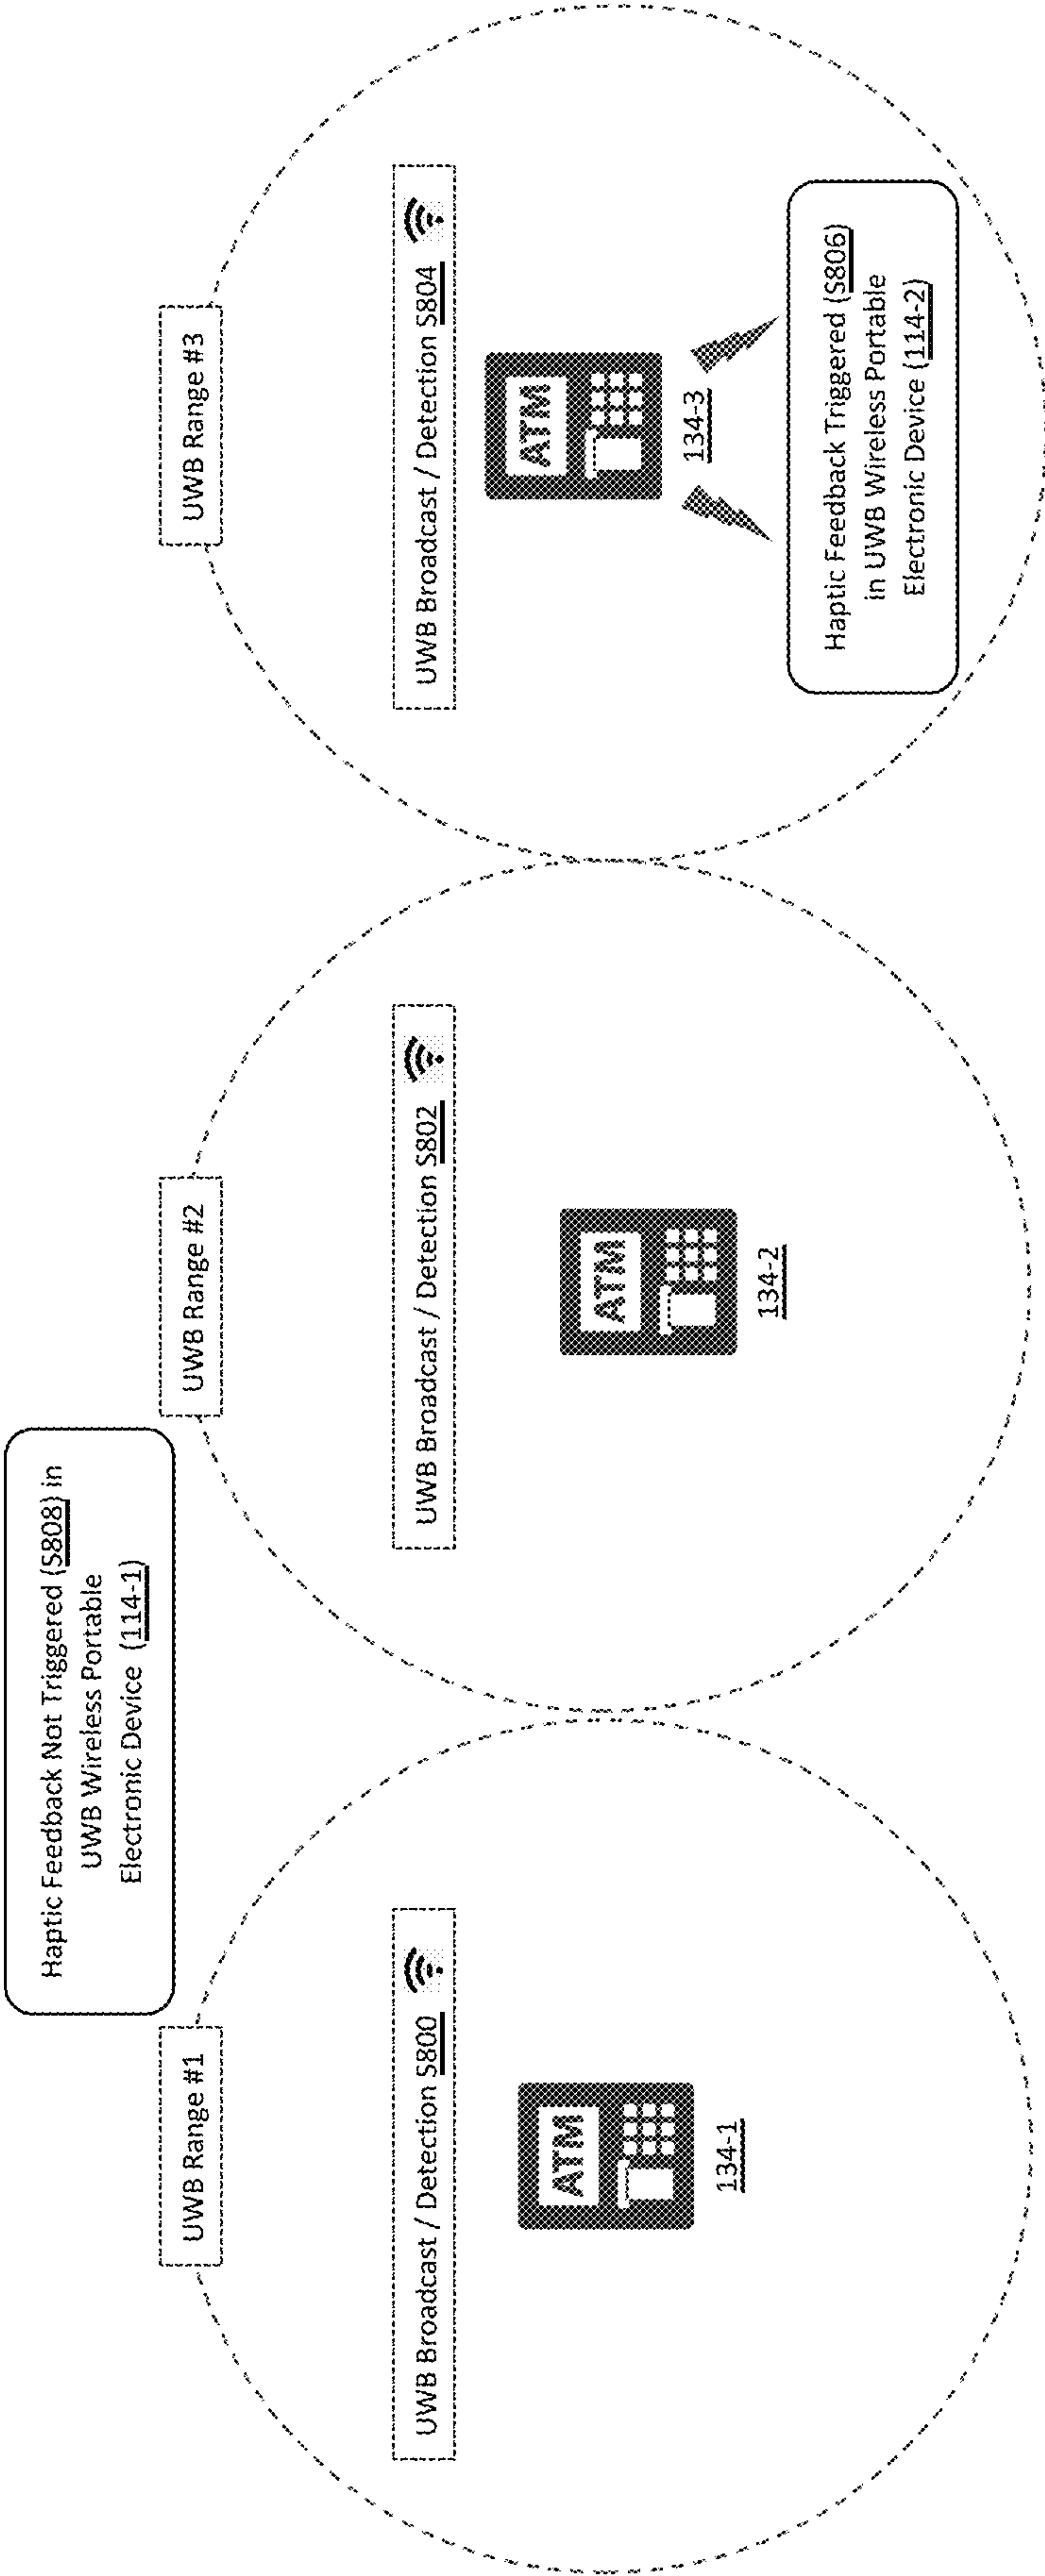 Haptic Feedback Not Triggered (S808) in
UWB Wireless Portable
Electronic Device (114-1)
UWB Range #1
UWB Broadcast / Detection S800
ATM
134-1
UWB Range #2
UWB Broadcast / Detection S802
ATM
134-2
UWB Range #3
UWB Broadcast / Detection S804
ATM
134-3
Haptic Feedback Triggered (S806)
in UWB Wireless Portable
Electronic Device (114-2)